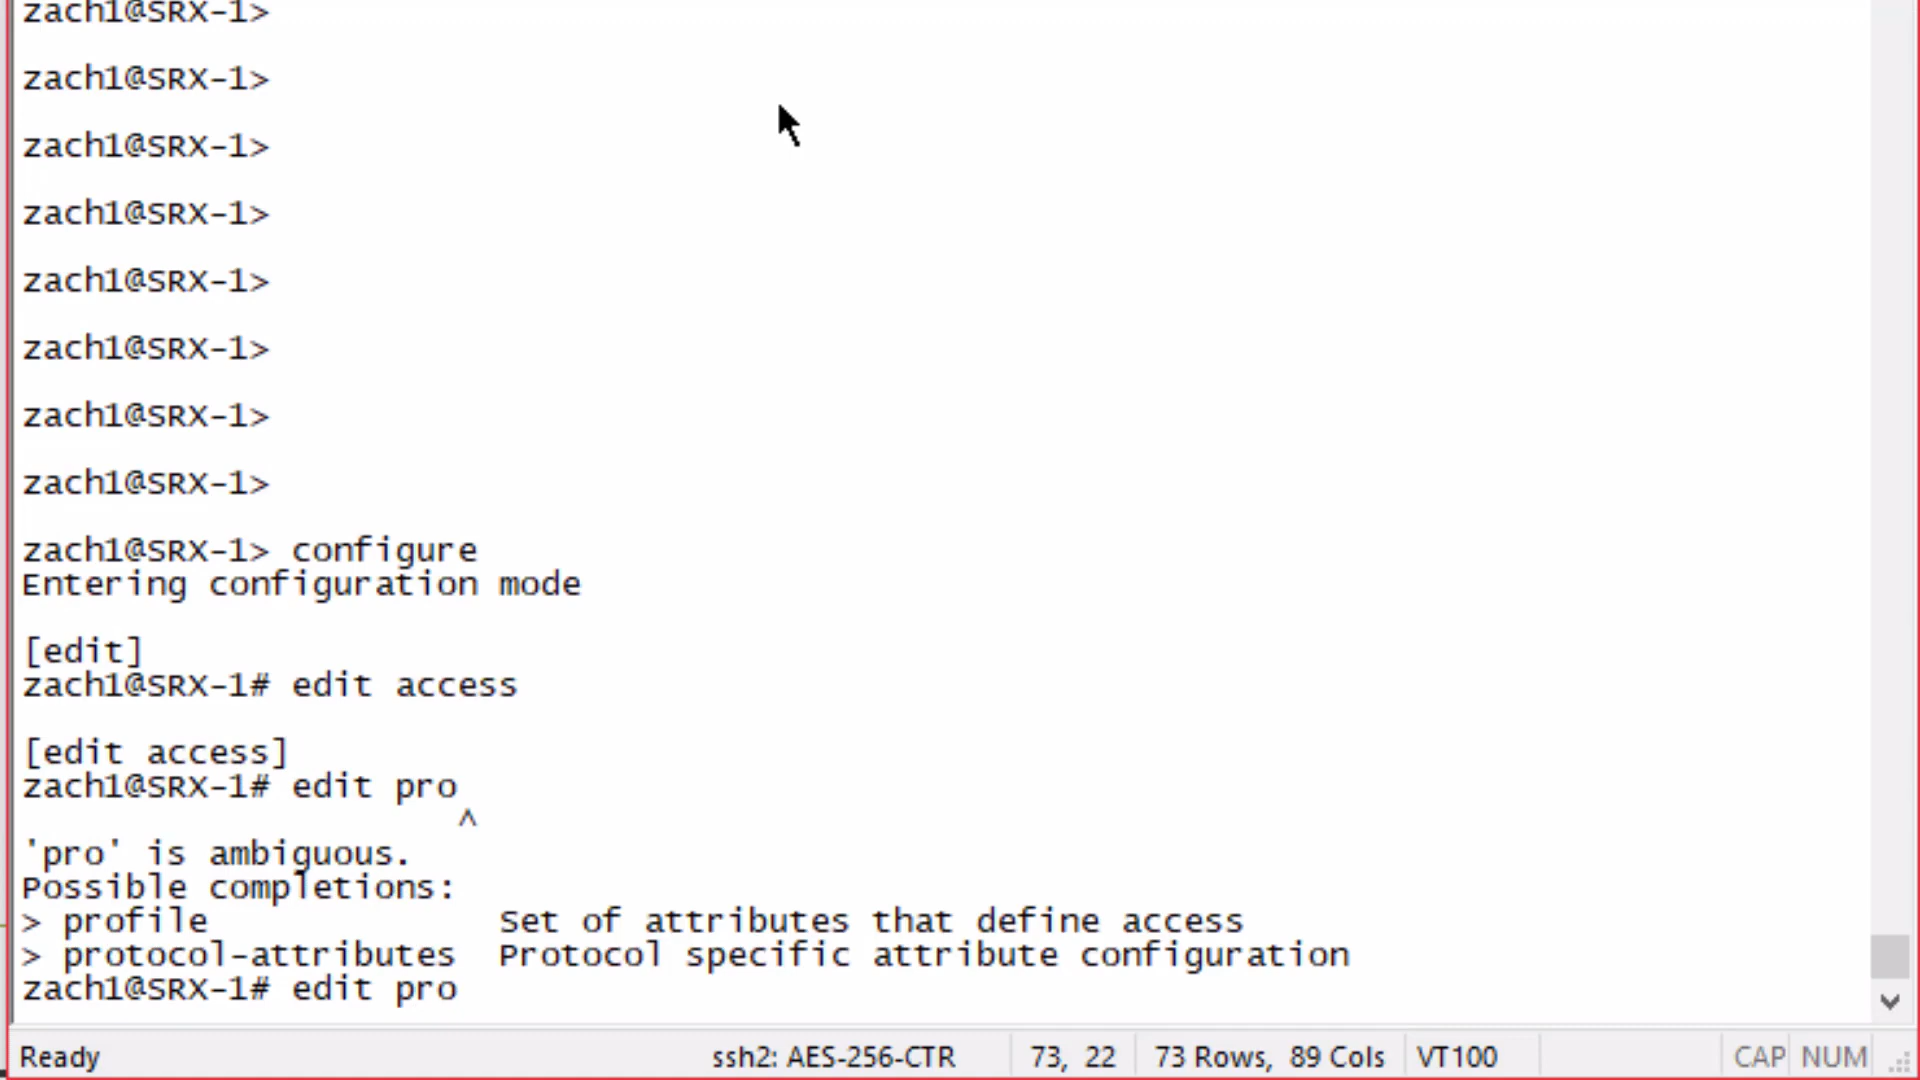 zach1@SRX-1>
zach1@SRX-1>
zach1@SRX-1>
zach1@SRX-1>
zach1@SRX-1>
zach1@SRX-1>
zach1@SRX-1>
zach1@SRX-1>
zach1@SRX-1> configure
Entering configuration mode
[edit]
zach1@SRX-1# edit access
[edit access]
zach1@SRX-1# edit pro
^
'pro' is ambiguous.
Possible completions:
> profile Set of attributes that define access
> protocol-attributes Protocol specific attribute configuration
zach1@SRX-1# edit pro
Ready ssh2: AES-256-CTR 73, 22 73 Rows, 89 Cols VT100 CAP NUM